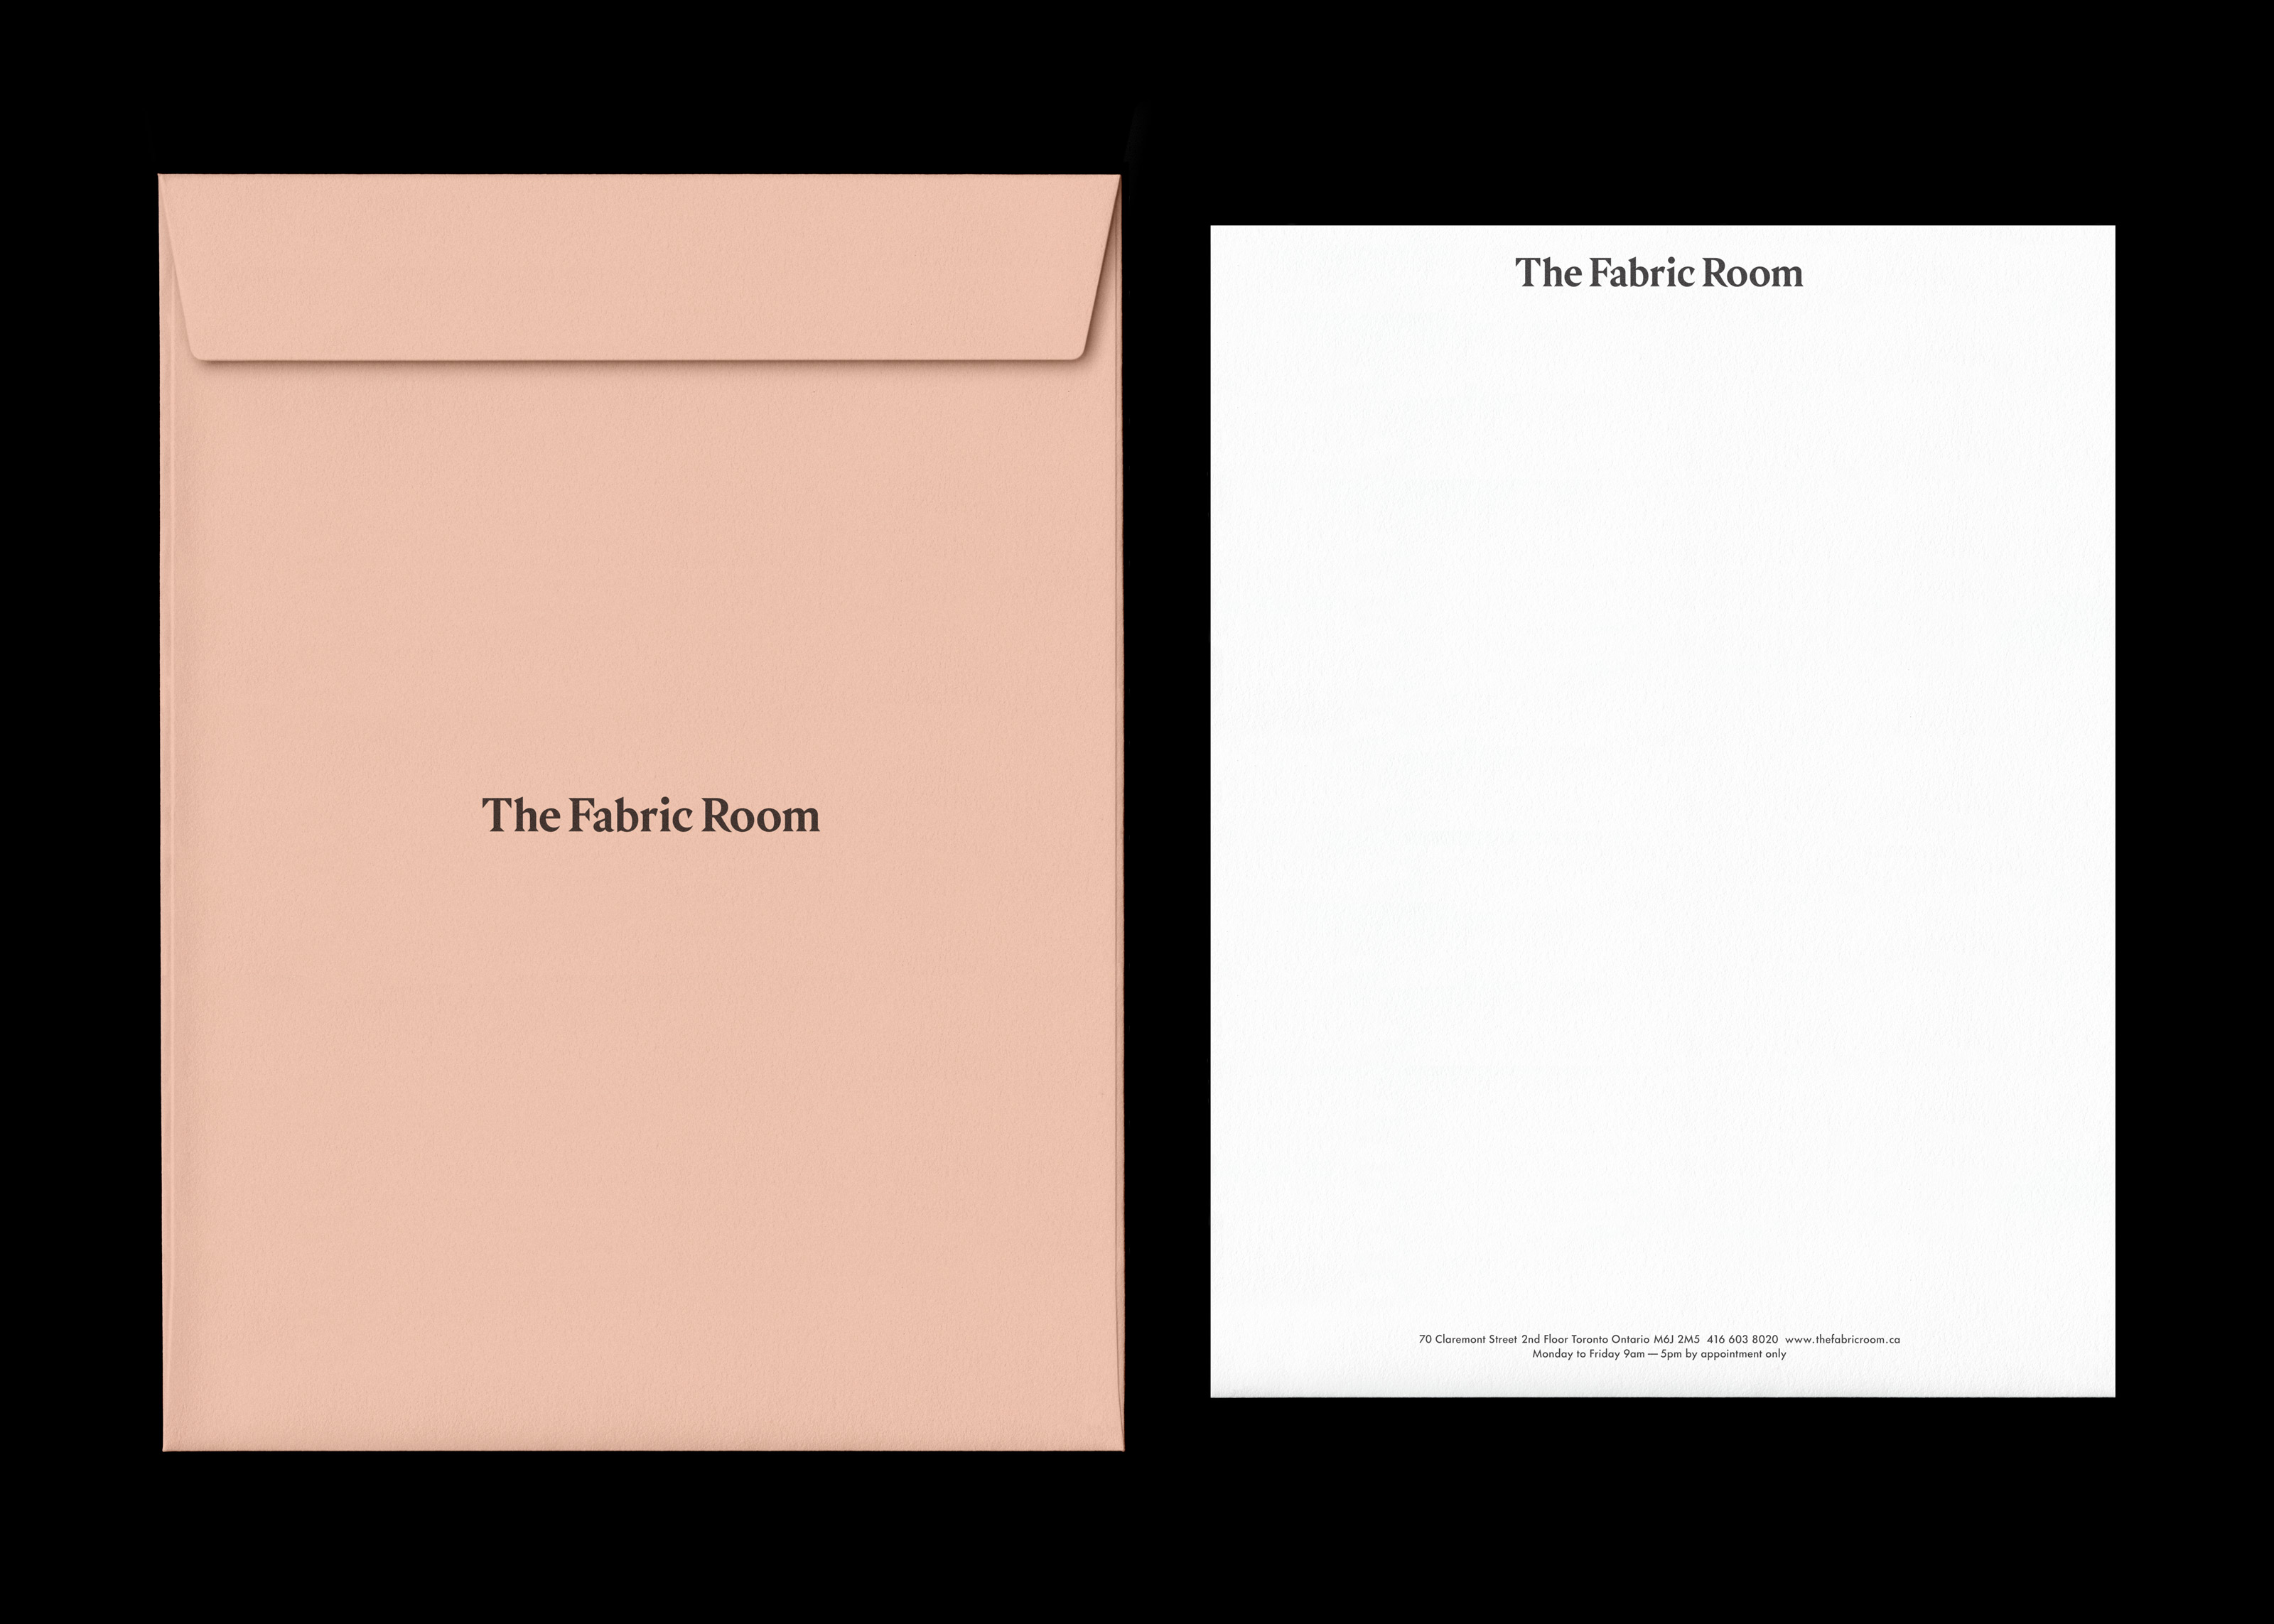 The Fabric Room
The Fabric Room
70 Claremont Street 2nd Floor Toronto Ontario M6J 2M5 416 603 8020 www.thefabricroom.ca
Monday to Friday 9am — 5pm by appointment only